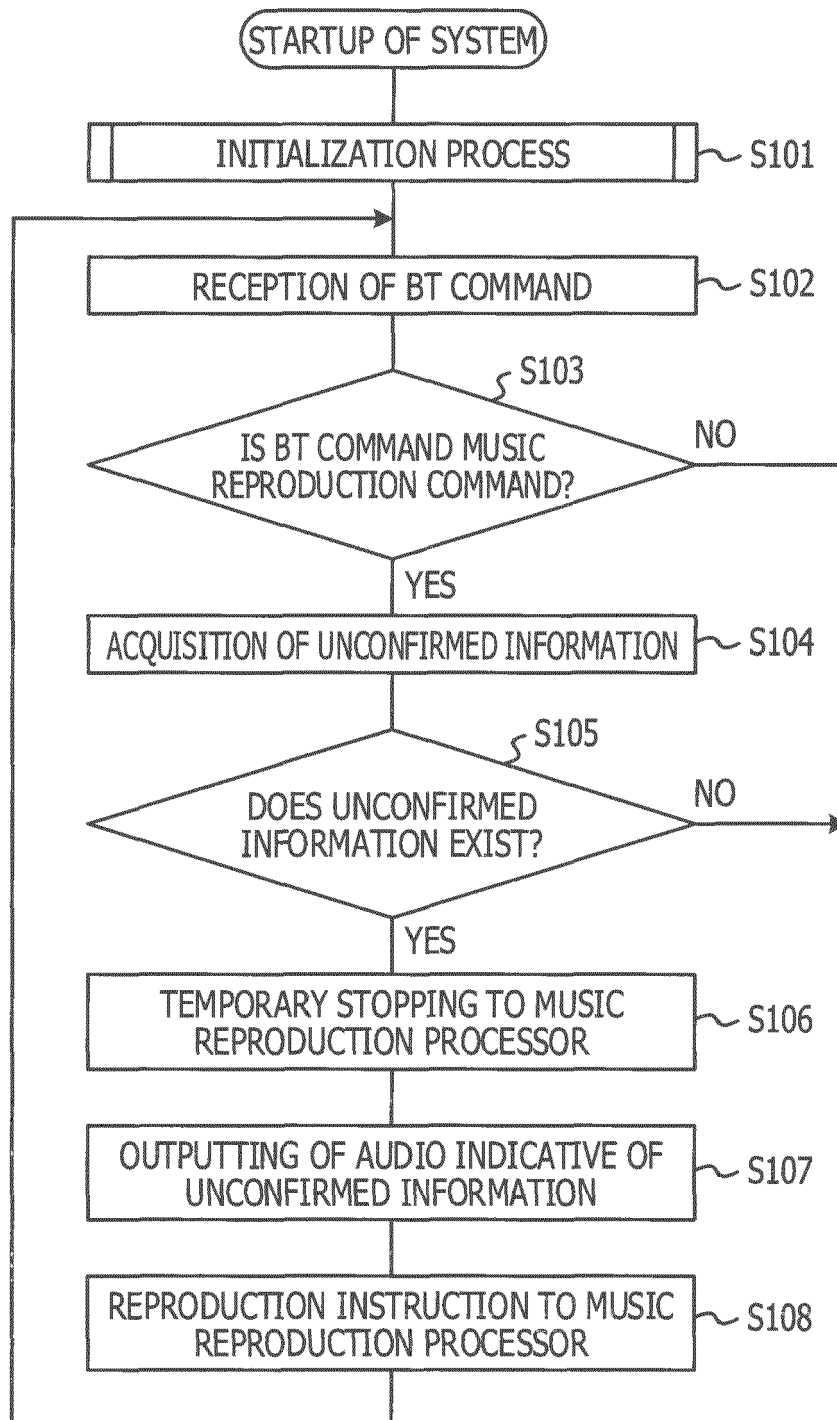 STARTUP OF SYSTEM
INITIALIZATION PROCESS
S101
RECEPTION OF BT COMMAND
S102
S103
IS BT COMMAND MUSIC
REPRODUCTION COMMAND?
NO
YES
ACQUISITION OF UNCONFIRMED INFORMATION
S104
S105
DOES UNCONFIRMED
INFORMATION EXIST?
NO
YES
TEMPORARY STOPPING TO MUSIC
REPRODUCTION PROCESSOR
S106
OUTPUTTING OF AUDIO INDICATIVE OF
UNCONFIRMED INFORMATION
S107
REPRODUCTION INSTRUCTION TO MUSIC
REPRODUCTION PROCESSOR
S108